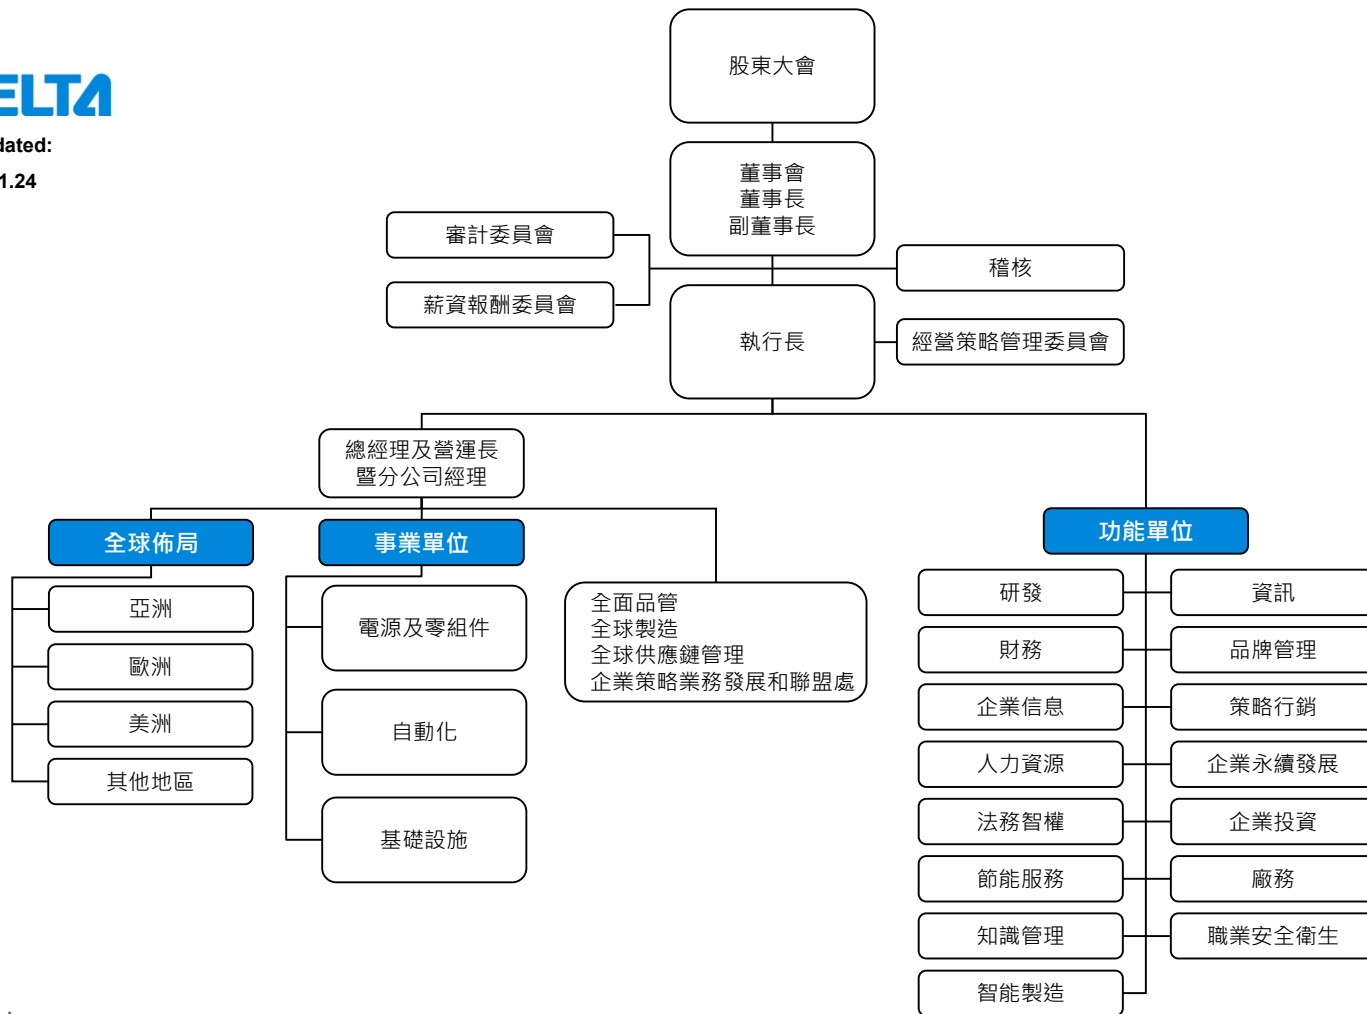 ELTA
dated:
1.24
股東大會
董事會
董事長
副董事長
審計委員會
稽核
薪資報酬委員會
執行長
經營策略管理委員會
總經理及營運長
暨分公司經理
全球佈局
事業單位
功能單位
亞洲
歐洲
美洲
其他地區
電源及零組件
自動化
基礎設施
全面品管
全球製造
全球供應鏈管理
企業策略業務發展和聯盟處
研發
資訊
財務
品牌管理
企業信息
策略行銷
人力資源
企業永續發展
法務智權
企業投資
節能服務
廠務
知識管理
職業安全衛生
智能製造